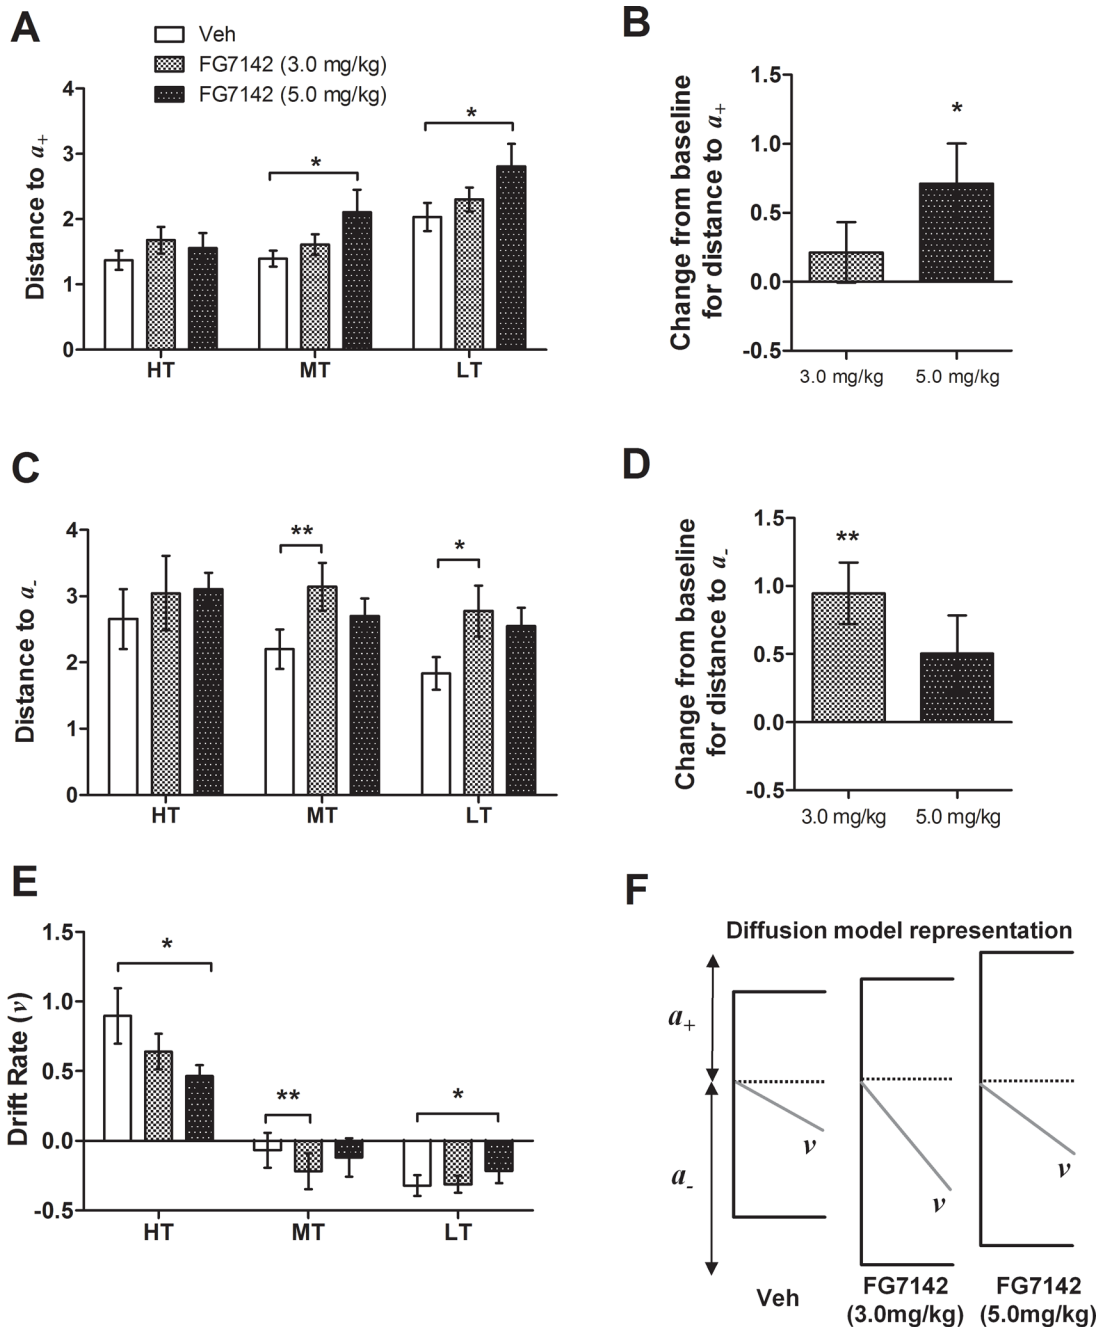 A
Veh
FG7142 (3.0 mg/kg)
FG7142 (5.0 mg/kg)
Distance to a+
4
3
2
1
0
*
*
HT
MT
LT
B
Change from baseline
for distance to a+
1.5
1.0
0.5
0.0
-0.5
*
3.0 mg/kg
5.0 mg/kg
C
Distance to a-
4
3
2
1
0
**
*
HT
MT
LT
D
Change from baseline
for distance to a-
1.5
1.0
0.5
0.0
-0.5
**
3.0 mg/kg
5.0 mg/kg
E
Drift Rate (v)
1.5
1.0
0.5
0.0
-0.5
*
**
*
HT
MT
LT
F
Diffusion model representation
a+
a-
v
v
v
Veh
FG7142
(3.0mg/kg)
FG7142
(5.0mg/kg)